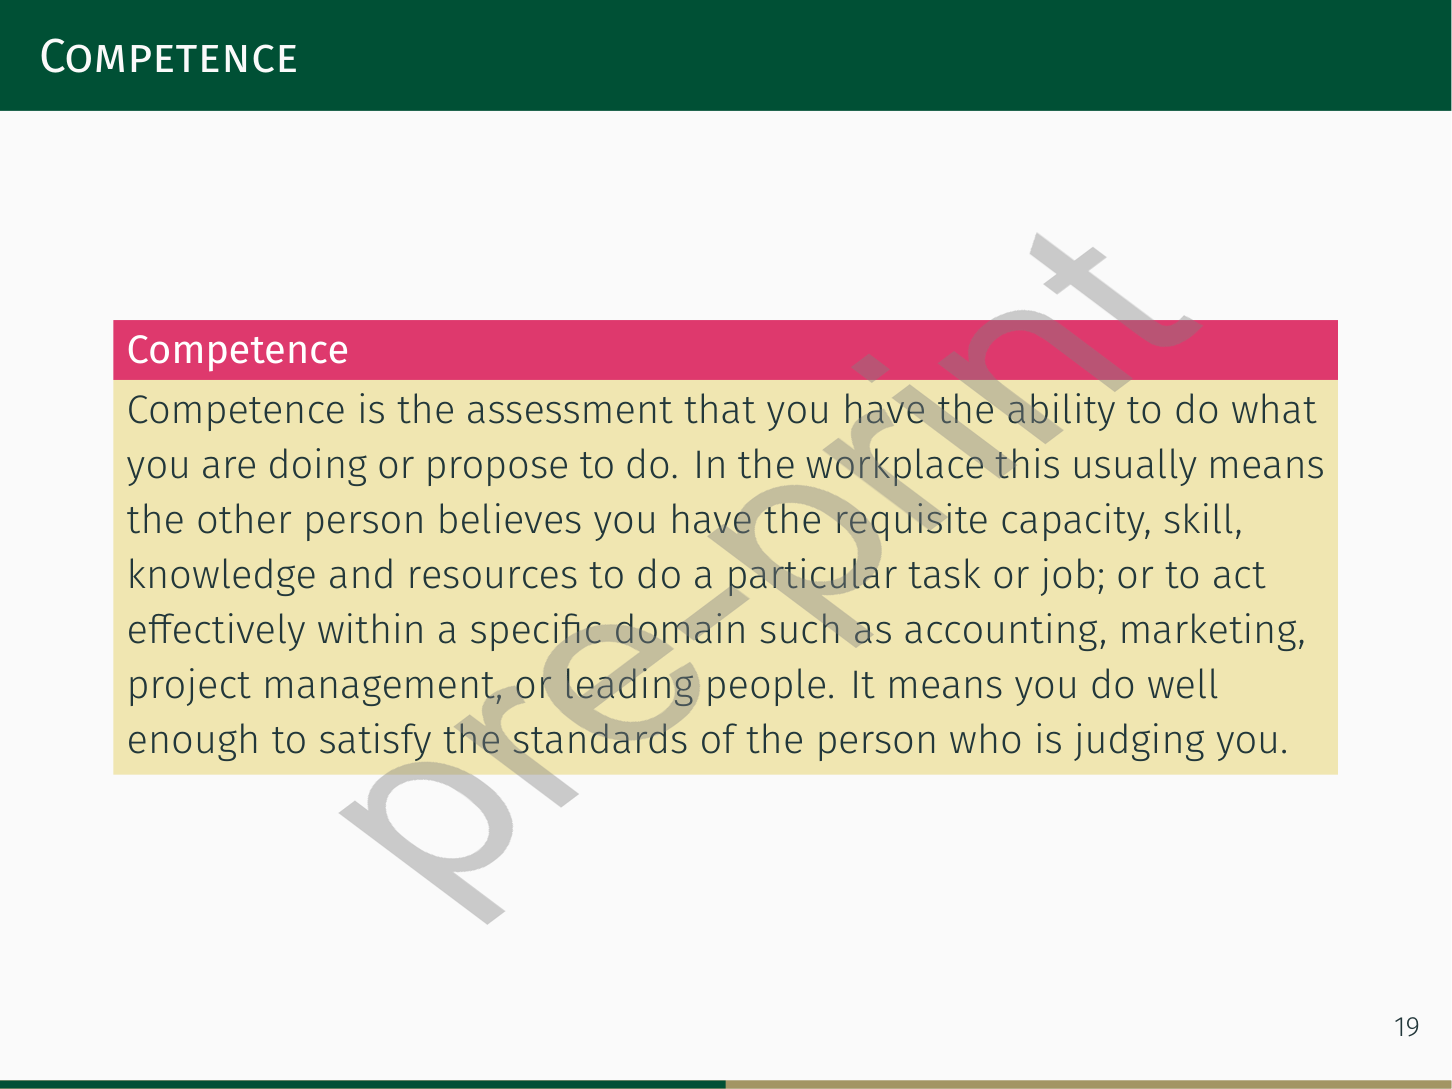 Competence
Competence
Competence is the assessment that you have the ability to do what
you are doing or propose to do. In the workplace this usually means
the other person believes you have the requisite capacity, skill,
knowledge and resources to do a particular task or job; or to act
effectively within a specific domain such as accounting, marketing,
project management, or leading people. It means you do well
enough to satisfy the standards of the person who is judging you.
pre-print
19